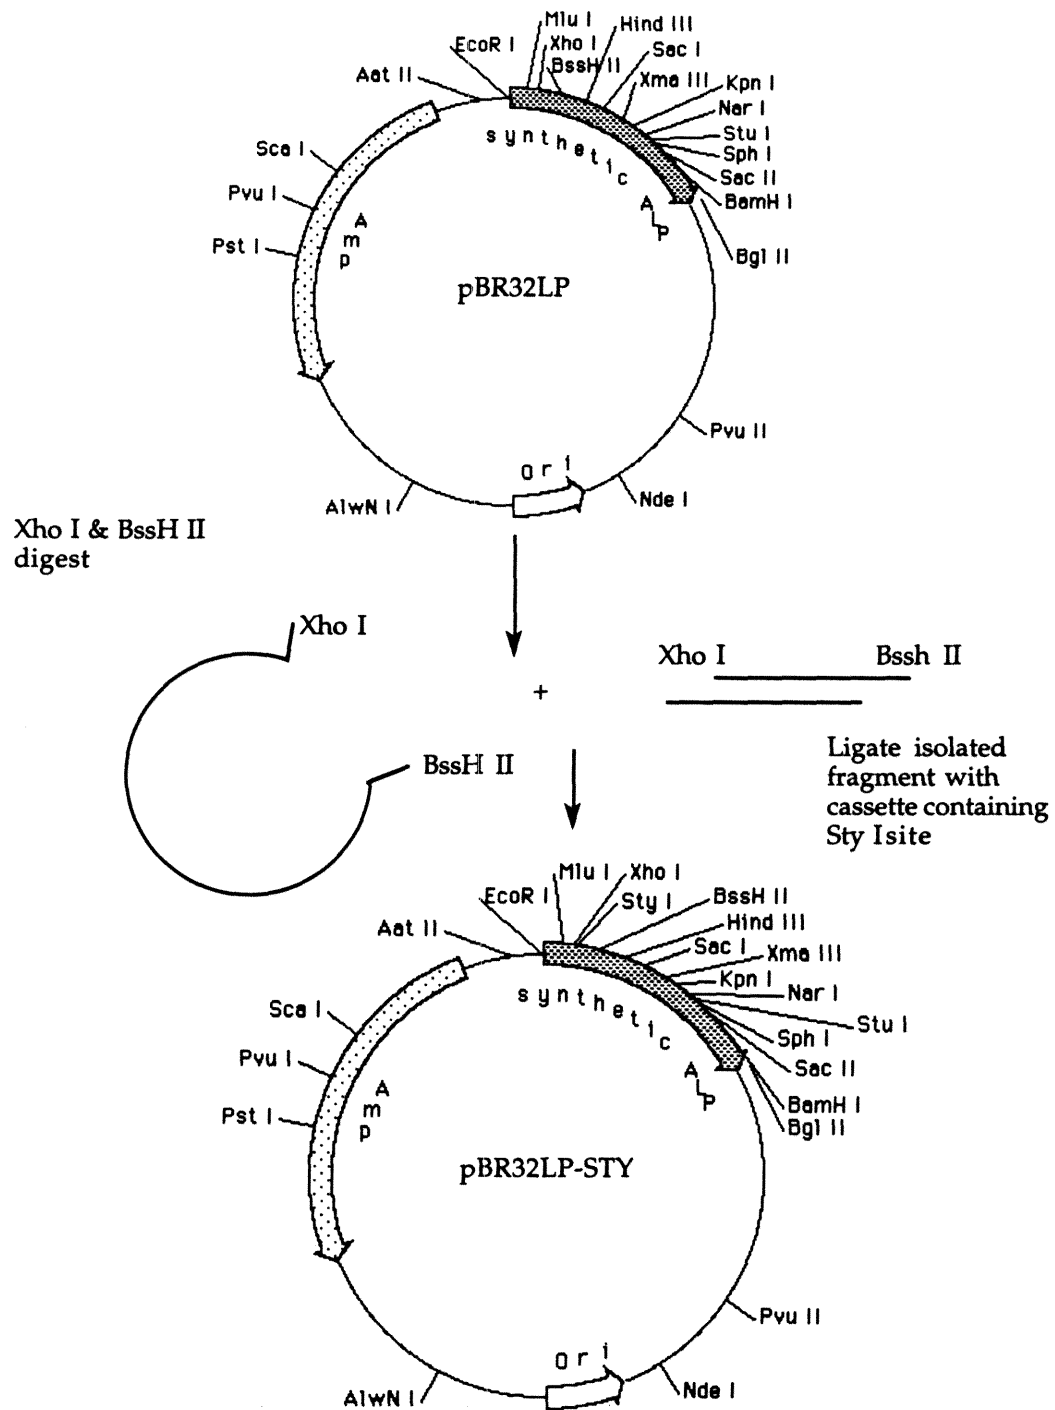 Mlu I
Hind III
EcoR I
Xho I
Sac I
BssH II
Aat II
Xma III
Kpn I
Nar I
Stu I
Sph I
Sac II
BamH I
Bgl II
synthetic ALP
Sca I
Pvu I
Pst I
Amp
pBR32LP
Pvu II
Ori
Nde I
AlwN I
Xho I & BssH II
digest
Xho I
Xho I
Bssh II
+
BssH II
Ligate isolated
fragment with
cassette containing
Sty Isite
Mlu I
Xho I
EcoR I
Sty I
BssH II
Hind III
Aat II
Sac I
Xma III
Kpn I
Nar I
Stu I
Sph I
Sac II
BamH I
Bgl II
synthetic ALP
Sca I
Pvu I
Pst I
Amp
pBR32LP-STY
Pvu II
Ori
Nde I
AlwN I